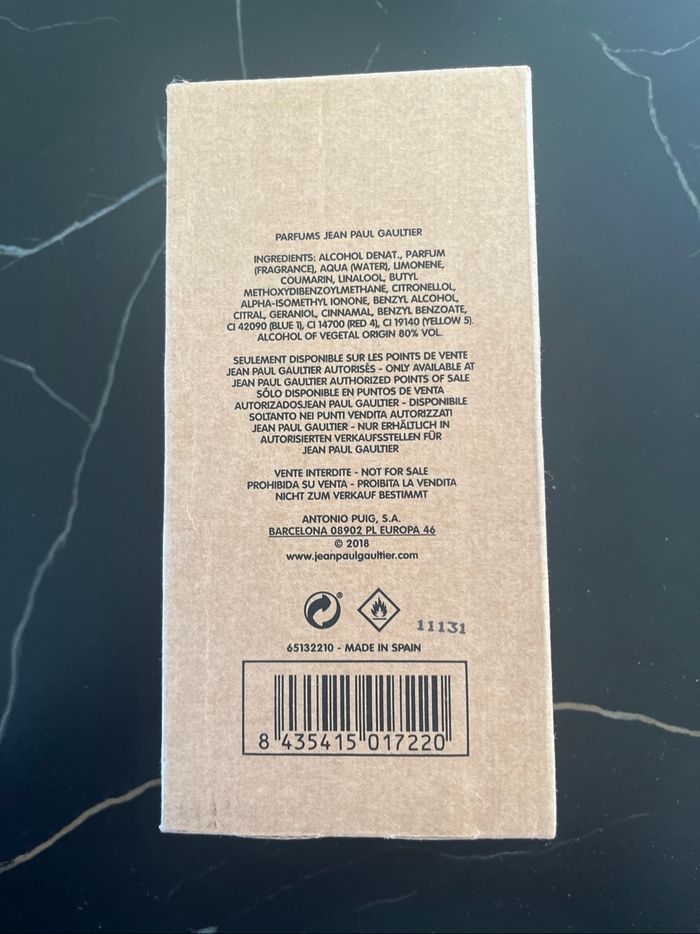 PARFUMS JEAN PAUL GAULTIER
INGREDIENTS: ALCOHOL DENAT., PARFUM
(FRAGRANCE), AQUA (WATER), LIMONENE,
COUMARIN, LINALOOL, BUTYL
METHOXYDIBENZOYLMETHANE, CITRONELLOL,
ALPHA-ISOMETHYL IONONE, BENZYL ALCOHOL,
CITRAL, GERANIOL, CINNAMAL, BENZYL BENZOATE,
CI 42090 (BLUE 1), CI 14700 (RED 4), CI 19140 (YELLOW 5).
ALCOHOL OF VEGETAL ORIGIN 80% VOL.
SEULEMENT DISPONIBLE SUR LES POINTS DE VENTE
JEAN PAUL GAULTIER AUTORISÉS - ONLY AVAILABLE AT
JEAN PAUL GAULTIER AUTHORIZED POINTS OF SALE
SÓLO DISPONIBLE EN PUNTOS DE VENTA
AUTORIZADOSJEAN PAUL GAULTIER - DISPONIBILE
SOLTANTO NEI PUNTI VENDITA AUTORIZZATI
JEAN PAUL GAULTIER - NUR ERHÄLTLICH IN
AUTORISIERTEN VERKAUFSSTELLEN FÜR
JEAN PAUL GAULTIER
VENTE INTERDITE - NOT FOR SALE
PROHIBIDA SU VENTA - PROIBITA LA VENDITA
NICHT ZUM VERKAUF BESTIMMT
ANTONIO PUIG, S.A.
BARCELONA 08902 PL EUROPA 46
© 2018
www.jeanpaulgaultier.com
®
11131
65132210 - MADE IN SPAIN
8 435415 017220